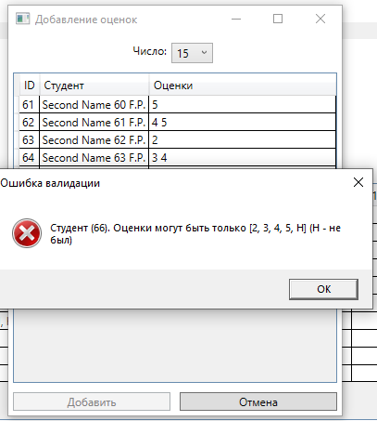 Добавление оценок
Число: 15
ID Студент Оценки
61 Second Name 60 F.P. 5
62 Second Name 61 F.P. 4 5
63 Second Name 62 F.P. 2
64 Second Name 63 F.P. 3 4
Ошибка валидации
Студент (66). Оценки могут быть только [2, 3, 4, 5, Н] (Н - не
был)
ОК
Добавить Отмена